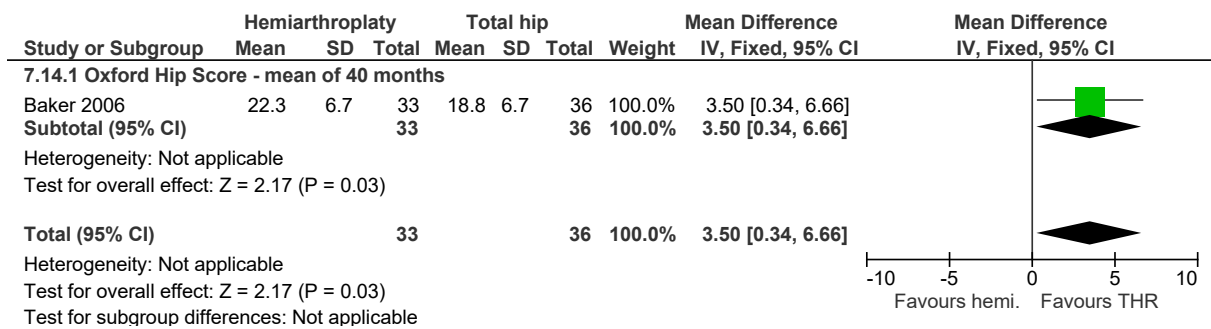 Hemiarthroplaty Total hip Mean Difference Mean Difference
Study or Subgroup Mean SD Total Mean SD Total Weight IV, Fixed, 95% CI IV, Fixed, 95% CI
7.14.1 Oxford Hip Score - mean of 40 months
Baker 2006 22.3 6.7 33 18.8 6.7 36 100.0% 3.50 [0.34, 6.66]
Subtotal (95% CI) 33 36 100.0% 3.50 [0.34, 6.66]
Heterogeneity: Not applicable
Test for overall effect: Z = 2.17 (P = 0.03)
Total (95% CI) 33 36 100.0% 3.50 [0.34, 6.66]
Heterogeneity: Not applicable
Test for overall effect: Z = 2.17 (P = 0.03)
Test for subgroup differences: Not applicable
-10 -5 0 5 10
Favours hemi. Favours THR